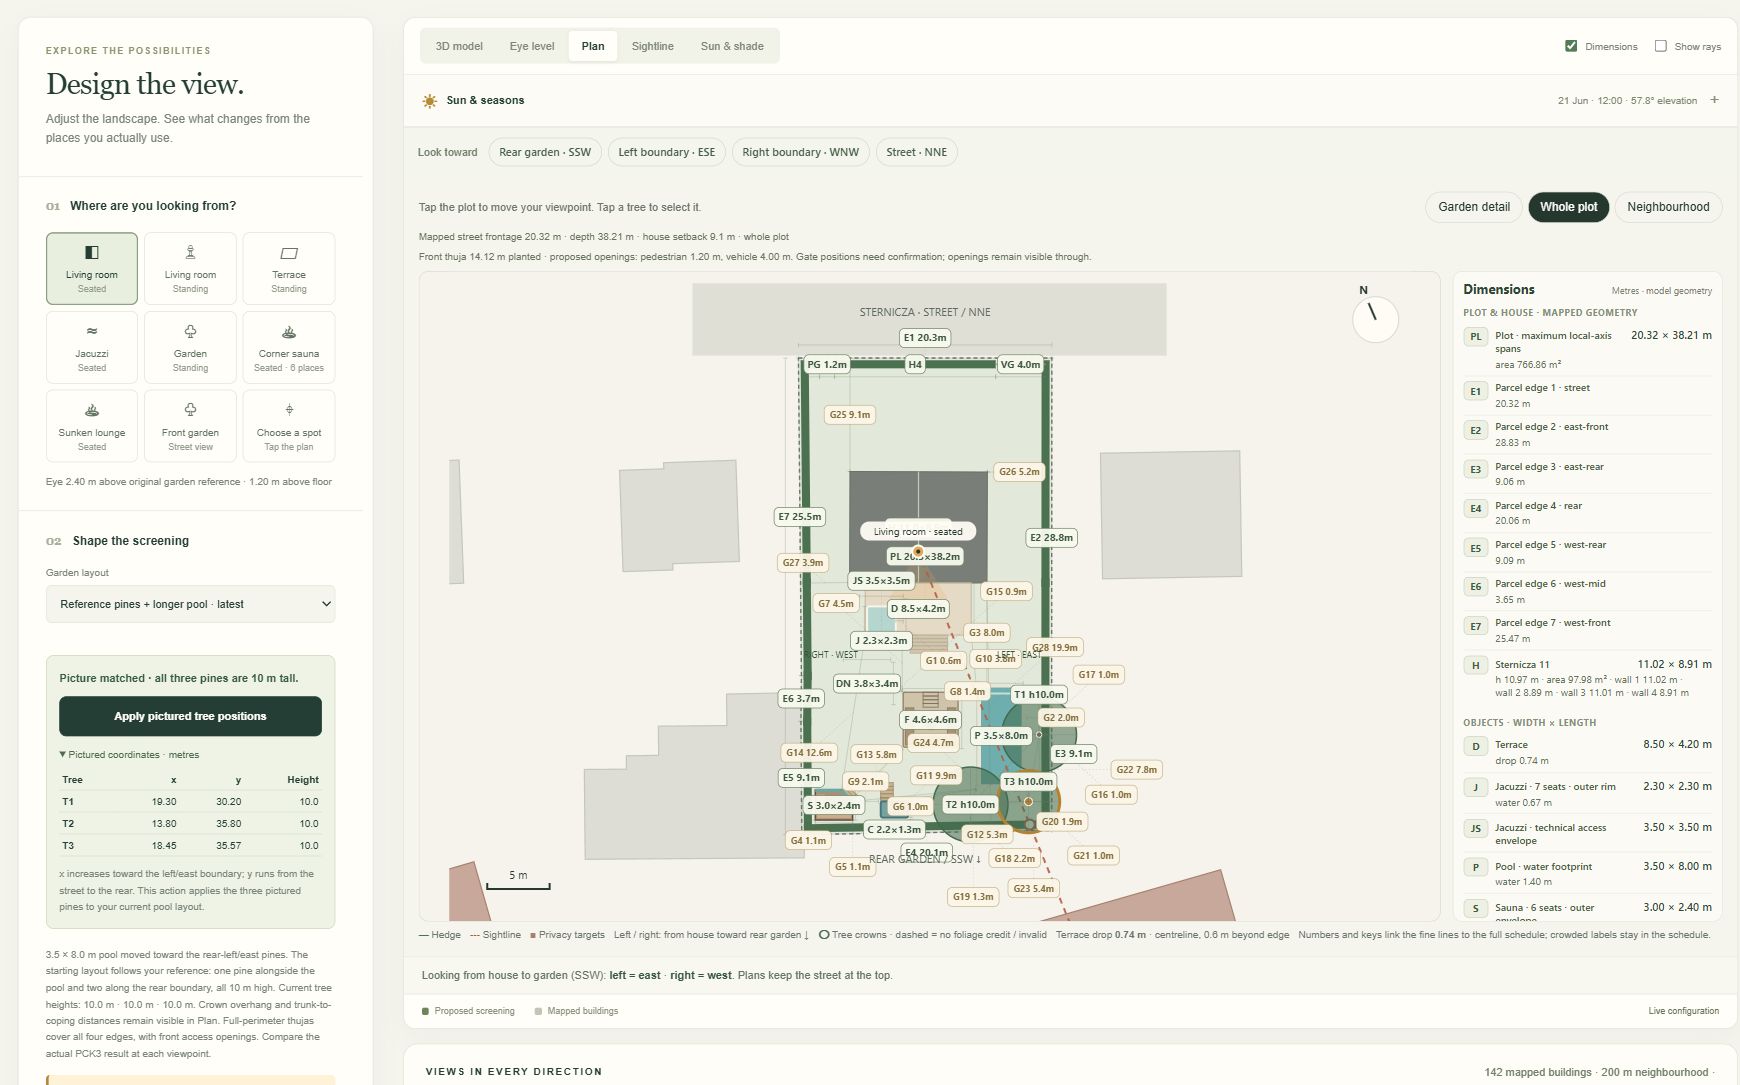 EXPLORE THE POSSIBILITIES
Design the view.
Adjust the landscape. See what changes from the
places you actually use.
01 Where are you looking from?
Living room
Seated
Living room
Standing
Terrace
Standing
Jacuzzi
Seated
Garden
Standing
Corner sauna
Seated · 6 places
Sunken lounge
Seated
Front garden
Street view
Choose a spot
Tap the plan
Eye 2.40 m above original garden reference · 1.20 m above floor
02 Shape the screening
Garden layout
Reference pines + longer pool · latest
Picture matched · all three pines are 10 m tall.
Apply pictured tree positions
▼ Pictured coordinates · metres
Tree x y Height
T1 19.30 30.20 10.0
T2 13.80 35.80 10.0
T3 18.45 35.57 10.0
x increases toward the left/east boundary; y runs from the
street to the rear. This action applies the three pictured
pines to your current pool layout.
3.5 × 8.0 m pool moved toward the rear-left/east pines. The
starting layout follows your reference: one pine alongside the
pool and two along the rear boundary, all 10 m high. Current tree
heights: 10.0 m · 10.0 m · 10.0 m. Crown overhang and trunk-to-
coping distances remain visible in Plan. Full-perimeter thujas
cover all four edges, with front access openings. Compare the
actual PCK3 result at each viewpoint.
3D model Eye level Plan Sightline Sun & shade
Dimensions Show rays
Sun & seasons
21 Jun · 12:00 · 57.8° elevation +
Look toward Rear garden · SSW Left boundary · ESE Right boundary · WNW Street · NNE
Tap the plot to move your viewpoint. Tap a tree to select it.
Garden detail Whole plot Neighbourhood
Mapped street frontage 20.32 m · depth 38.21 m · house setback 9.1 m · whole plot
Front thuja 14.12 m planted · proposed openings: pedestrian 1.20 m, vehicle 4.00 m. Gate positions need confirmation; openings remain visible through.
STERNICZA · STREET / NNE
N
E1 20.3m
PG 1.2m
H4
VG 4.0m
G25 9.1m
G26 5.2m
E7 25.5m
Living room · seated
E2 28.8m
PL 20.3×38.2m
G27 3.9m
JS 3.5×3.5m
G15 0.9m
G7 4.5m
D 8.5×4.2m
G3 8.0m
J 2.3×2.3m
G28 19.9m
RIGHT · WEST
LEFT · EAST
G1 0.6m
G10 3.8m
G17 1.0m
DN 3.8×3.4m
G8 1.4m
T1 h10.0m
E6 3.7m
F 4.6×4.6m
G2 2.0m
P 3.5×8.0m
G24 4.7m
G14 12.6m
G13 5.8m
E3 9.1m
G22 7.8m
E5 9.1m
G9 2.1m
G11 9.9m
T3 h10.0m
G16 1.0m
S 3.0×2.4m
G6 1.0m
T2 h10.0m
G20 1.9m
C 2.2×1.3m
G12 5.3m
G4 1.1m
E4 20.1m
REAR GARDEN / SSW ↓
G18 2.2m
G21 1.0m
G5 1.1m
5 m
G19 1.3m
G23 5.4m
Dimensions Metres · model geometry
PLOT & HOUSE · MAPPED GEOMETRY
PL Plot · maximum local-axis 20.32 × 38.21 m
spans
area 766.86 m²
E1 Parcel edge 1 · street
20.32 m
E2 Parcel edge 2 · east-front
28.83 m
E3 Parcel edge 3 · east-rear
9.06 m
E4 Parcel edge 4 · rear
20.06 m
E5 Parcel edge 5 · west-rear
9.09 m
E6 Parcel edge 6 · west-mid
3.65 m
E7 Parcel edge 7 · west-front
25.47 m
H Sternicza 11 11.02 × 8.91 m
h 10.97 m · area 97.98 m² · wall 1 11.02 m ·
wall 2 8.89 m · wall 3 11.01 m · wall 4 8.91 m
OBJECTS · WIDTH × LENGTH
D Terrace 8.50 × 4.20 m
drop 0.74 m
J Jacuzzi · 7 seats · outer rim 2.30 × 2.30 m
water 0.67 m
JS Jacuzzi · technical access 3.50 × 3.50 m
envelope
P Pool · water footprint 3.50 × 8.00 m
water 1.40 m
S Sauna · 6 seats · outer 3.00 × 2.40 m
envelope
Hedge Sightline Privacy targets Left / right: from house toward rear garden ↓ Tree crowns · dashed = no foliage credit / invalid Terrace drop 0.74 m · centreline, 0.6 m beyond edge Numbers and keys link the fine lines to the full schedule; crowded labels stay in the schedule.
Looking from house to garden (SSW): left = east · right = west. Plans keep the street at the top.
Proposed screening Mapped buildings
Live configuration
VIEWS IN EVERY DIRECTION
142 mapped buildings · 200 m neighbourhood ·